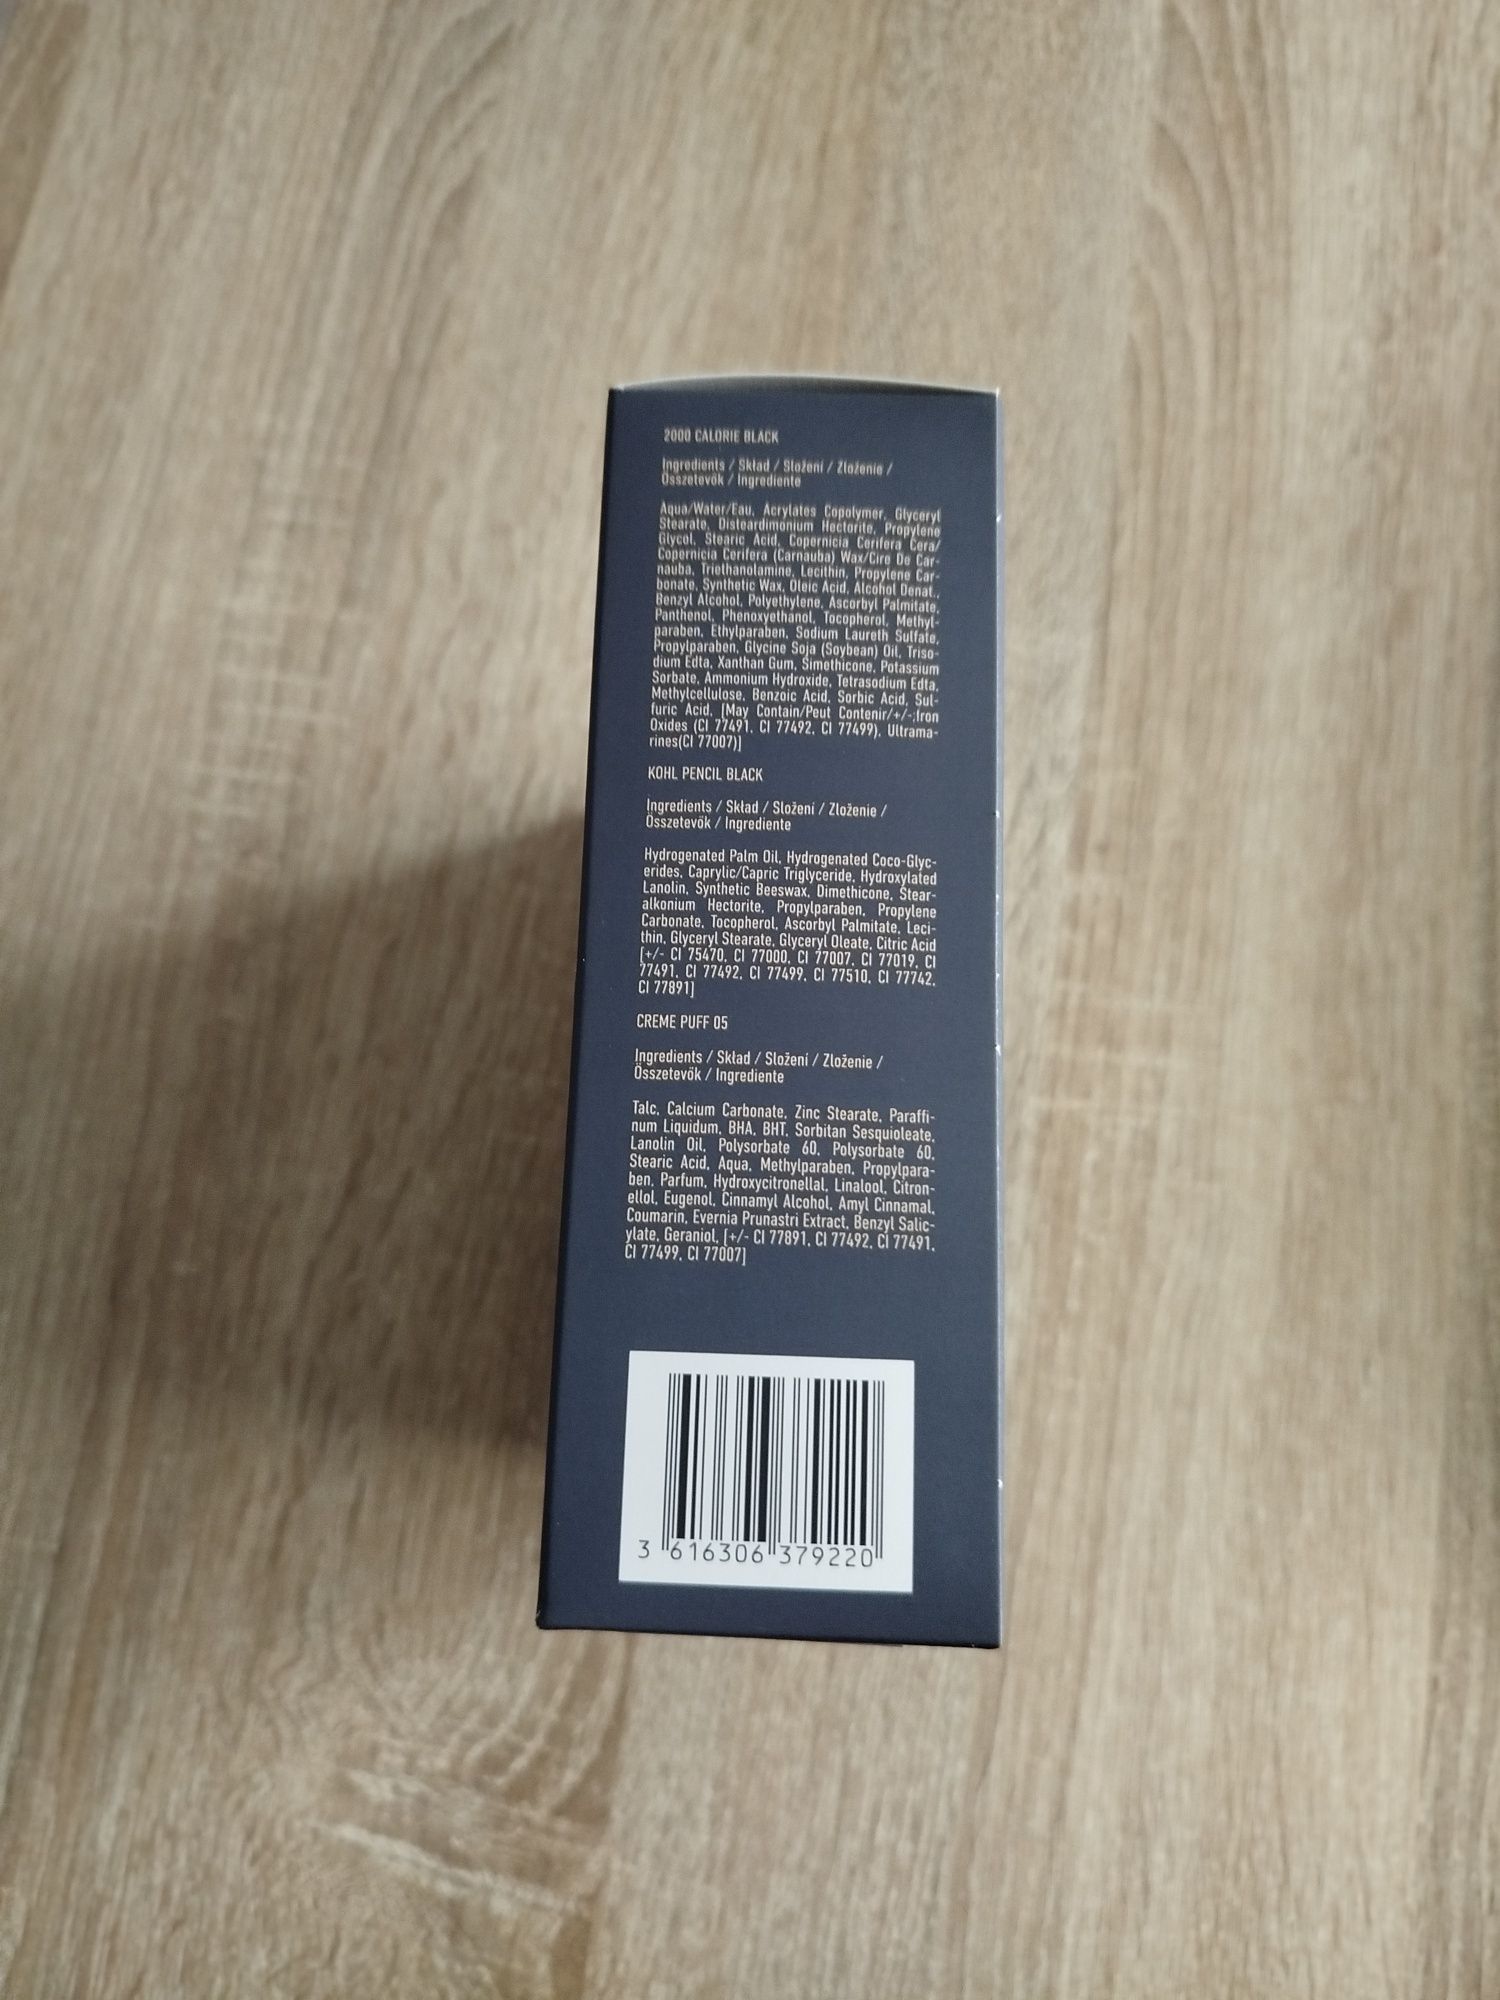 2000 CALORIE BLACK
Ingredients / Skład / Složení / Zloženie /
Összetevők / Ingrediente
Aqua/Water/Eau, Acrylates Copolymer, Glyceryl
Stearate, Disteardimonium Hectorite, Propylene
Glycol, Stearic Acid, Copernicia Cerifera Cera/
Copernicia Cerifera (Carnauba) Wax/Cire De Car-
nauba, Triethanolamine, Lecithin, Propylene Car-
bonate, Synthetic Wax, Oleic Acid, Alcohol Denat.,
Benzyl Alcohol, Polyethylene, Ascorbyl Palmitate,
Panthenol, Phenoxyethanol, Tocopherol, Methyl-
paraben, Ethylparaben, Sodium Laureth Sulfate,
Propylparaben, Glycine Soja (Soybean) Oil, Triso-
dium Edta, Xanthan Gum, Simethicone, Potassium
Sorbate, Ammonium Hydroxide, Tetrasodium Edta,
Methylcellulose, Benzoic Acid, Sorbic Acid, Sul-
furic Acid, [May Contain/Peut Contenir/+/-:Iron
Oxides (CI 77491, CI 77492, CI 77499), Ultrama-
rines(CI 77007)]
KOHL PENCIL BLACK
Ingredients / Skład / Složení / Zloženie /
Összetevők / Ingrediente
Hydrogenated Palm Oil, Hydrogenated Coco-Glyc-
erides, Caprylic/Capric Triglyceride, Hydroxylated
Lanolin, Synthetic Beeswax, Dimethicone, Stear-
alkonium Hectorite, Propylparaben, Propylene
Carbonate, Tocopherol, Ascorbyl Palmitate, Leci-
thin, Glyceryl Stearate, Glyceryl Oleate, Citric Acid
[+/- CI 75470, CI 77000, CI 77007, CI 77019, CI
77491, CI 77492, CI 77499, CI 77510, CI 77742,
CI 77891]
CREME PUFF 05
Ingredients / Skład / Složení / Zloženie /
Összetevők / Ingrediente
Talc, Calcium Carbonate, Zinc Stearate, Paraffi-
num Liquidum, BHA, BHT, Sorbitan Sesquioleate,
Lanolin Oil, Polysorbate 60, Polysorbate 60,
Stearic Acid, Aqua, Methylparaben, Propylpara-
ben, Parfum, Hydroxycitronellal, Linalool, Citron-
ellol, Eugenol, Cinnamyl Alcohol, Amyl Cinnamal,
Coumarin, Evernia Prunastri Extract, Benzyl Salic-
ylate, Geraniol, [+/- CI 77891, CI 77492, CI 77491,
CI 77499, CI 77007]
3 616306 379220